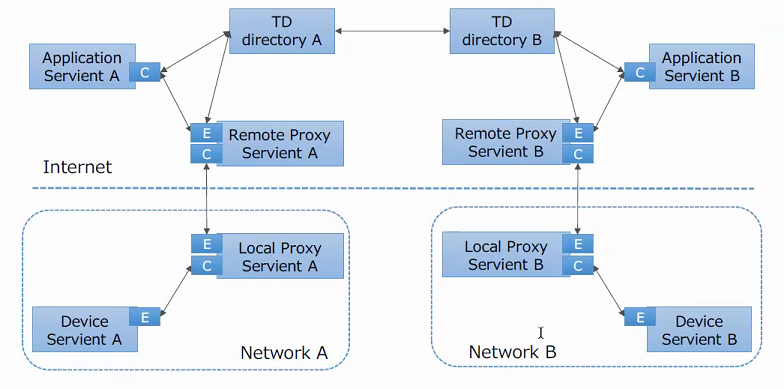 TD
directory A
TD
directory B
Application
Servient A
C
C
Application
Servient B
E
C
Remote Proxy
Servient A
Remote Proxy
Servient B
E
C
Internet
E
C
Local Proxy
Servient A
Local Proxy
Servient B
E
C
Device
Servient A
E
E
Device
Servient B
Network A
Network B